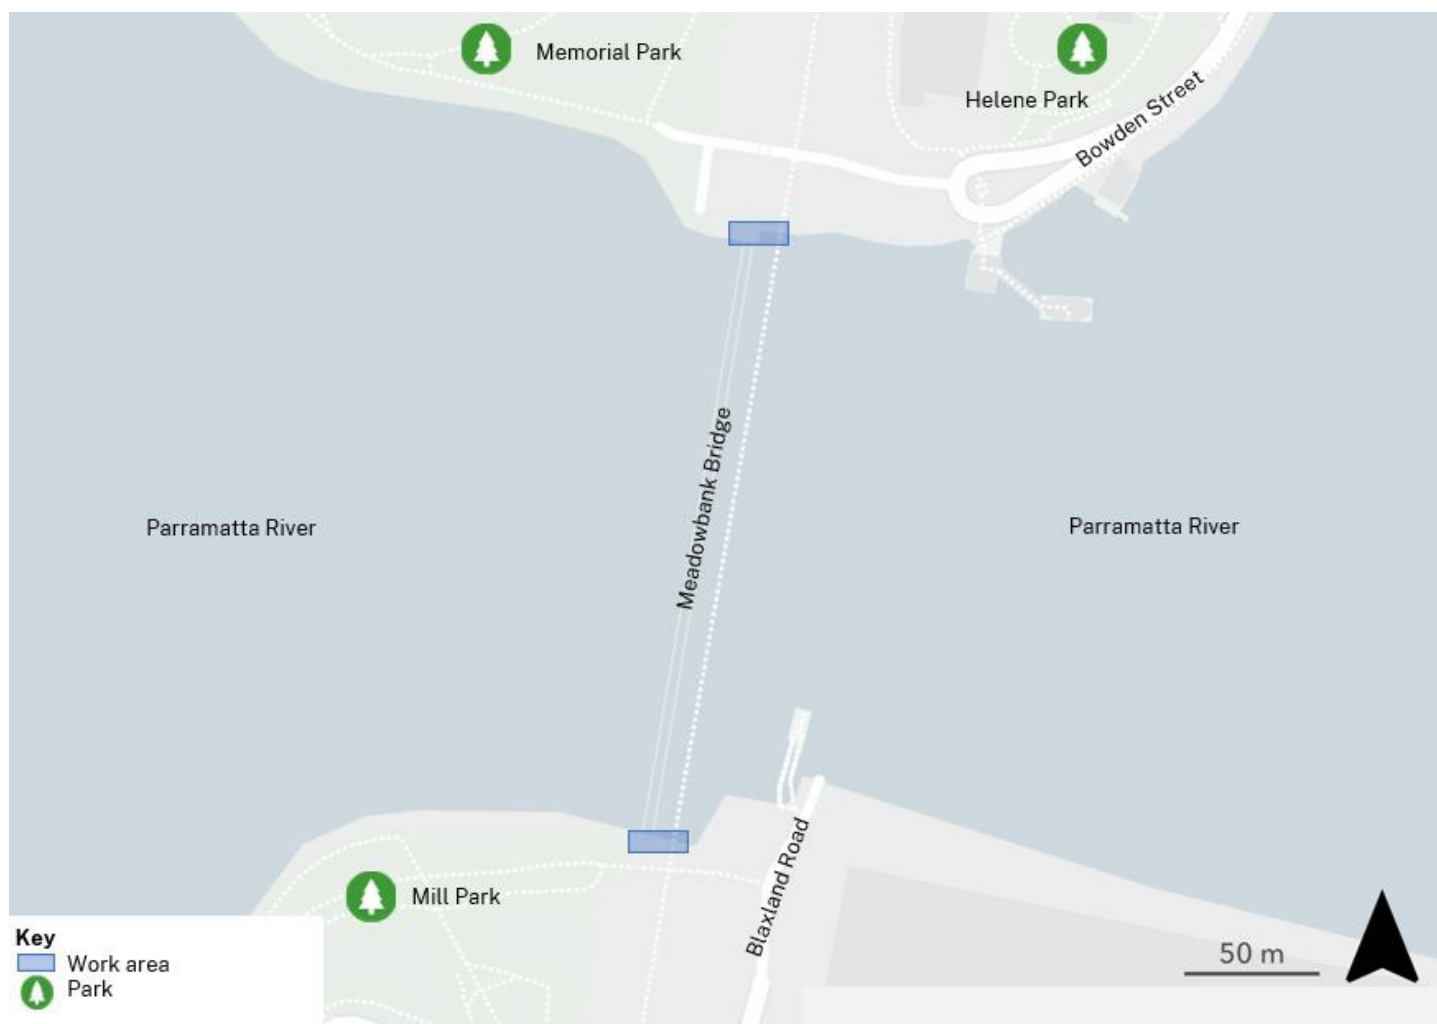 Memorial Park
Helene Park
Bowden Street
Meadowbank Bridge
Parramatta River
Parramatta River
Blaxland Road
Mill Park
Key
Work area
Park
50 m